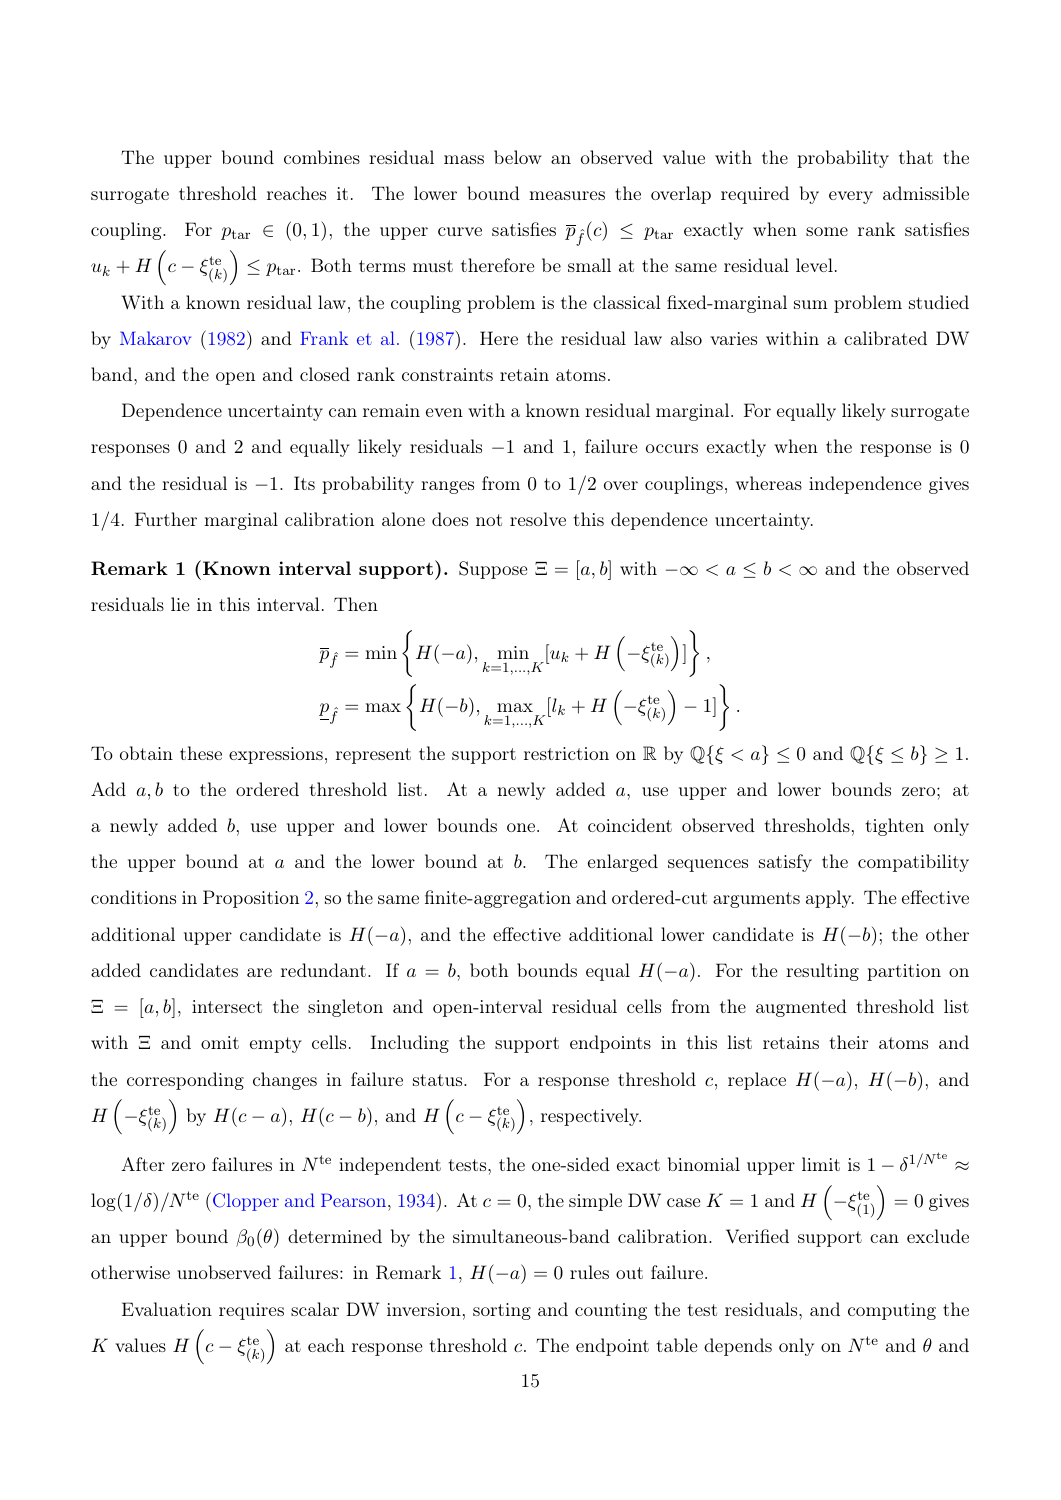 The upper bound combines residual mass below an observed value with the probability that the
surrogate threshold reaches it. The lower bound measures the overlap required by every admissible
coupling. For p_tar ∈ (0, 1), the upper curve satisfies p̅_f̂(c) ≤ p_tar exactly when some rank satisfies
u_k + H(c − ξ^te_(k)) ≤ p_tar. Both terms must therefore be small at the same residual level.
With a known residual law, the coupling problem is the classical fixed-marginal sum problem studied
by Makarov (1982) and Frank et al. (1987). Here the residual law also varies within a calibrated DW
band, and the open and closed rank constraints retain atoms.
Dependence uncertainty can remain even with a known residual marginal. For equally likely surrogate
responses 0 and 2 and equally likely residuals −1 and 1, failure occurs exactly when the response is 0
and the residual is −1. Its probability ranges from 0 to 1/2 over couplings, whereas independence gives
1/4. Further marginal calibration alone does not resolve this dependence uncertainty.
Remark 1 (Known interval support). Suppose Ξ = [a, b] with −∞ < a ≤ b < ∞ and the observed
residuals lie in this interval. Then
p̅_f̂ = min { H(−a), min_{k=1,...,K} [u_k + H(−ξ^te_(k))] } ,
p̲_f̂ = max { H(−b), max_{k=1,...,K} [l_k + H(−ξ^te_(k)) − 1] } .
To obtain these expressions, represent the support restriction on ℝ by ℚ{ξ < a} ≤ 0 and ℚ{ξ ≤ b} ≥ 1.
Add a, b to the ordered threshold list. At a newly added a, use upper and lower bounds zero; at
a newly added b, use upper and lower bounds one. At coincident observed thresholds, tighten only
the upper bound at a and the lower bound at b. The enlarged sequences satisfy the compatibility
conditions in Proposition 2, so the same finite-aggregation and ordered-cut arguments apply. The effective
additional upper candidate is H(−a), and the effective additional lower candidate is H(−b); the other
added candidates are redundant. If a = b, both bounds equal H(−a). For the resulting partition on
Ξ = [a, b], intersect the singleton and open-interval residual cells from the augmented threshold list
with Ξ and omit empty cells. Including the support endpoints in this list retains their atoms and
the corresponding changes in failure status. For a response threshold c, replace H(−a), H(−b), and
H(−ξ^te_(k)) by H(c − a), H(c − b), and H(c − ξ^te_(k)), respectively.
After zero failures in N^te independent tests, the one-sided exact binomial upper limit is 1 − δ^{1/N^te} ≈
log(1/δ)/N^te (Clopper and Pearson, 1934). At c = 0, the simple DW case K = 1 and H(−ξ^te_(1)) = 0 gives
an upper bound β_0(θ) determined by the simultaneous-band calibration. Verified support can exclude
otherwise unobserved failures: in Remark 1, H(−a) = 0 rules out failure.
Evaluation requires scalar DW inversion, sorting and counting the test residuals, and computing the
K values H(c − ξ^te_(k)) at each response threshold c. The endpoint table depends only on N^te and θ and
15